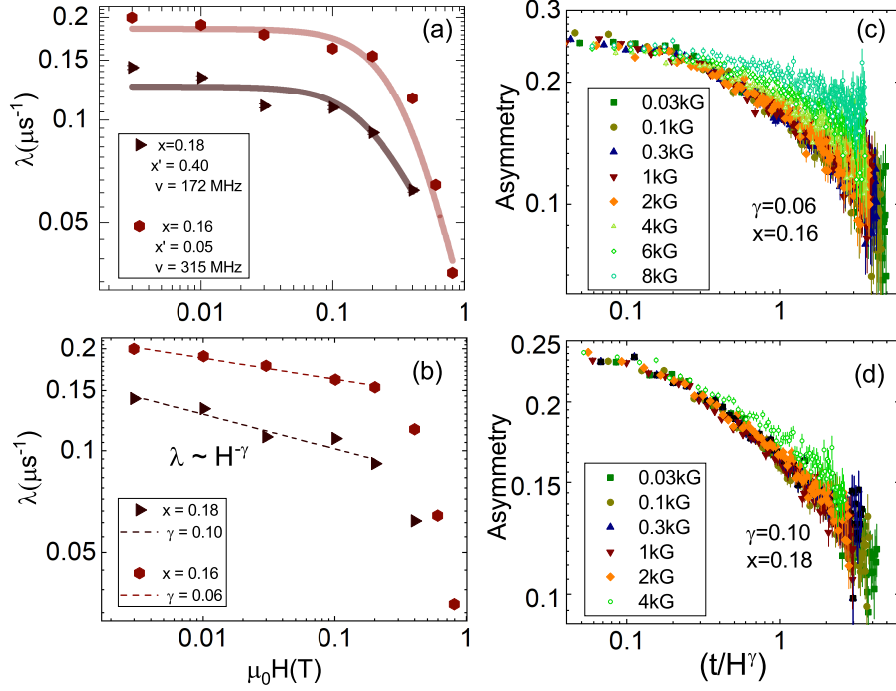 (a)
0.2
0.15
0.1
0.05
λ(μs⁻¹)
x=0.18
x' = 0.40
ν = 172 MHz
x= 0.16
x' = 0.05
ν = 315 MHz
0.01
0.1
1
(b)
0.2
0.15
0.1
0.05
λ(μs⁻¹)
λ ~ H⁻ᵞ
x = 0.18
γ = 0.10
x = 0.16
γ = 0.06
0.01
0.1
1
μ₀H(T)
(c)
0.3
0.2
0.1
Asymmetry
0.03kG
0.1kG
0.3kG
1kG
2kG
4kG
6kG
8kG
γ=0.06
x=0.16
0.1
1
(d)
0.25
0.2
0.15
0.1
Asymmetry
0.03kG
0.1kG
0.3kG
1kG
2kG
4kG
γ=0.10
x=0.18
0.1
1
(t/Hᵞ)